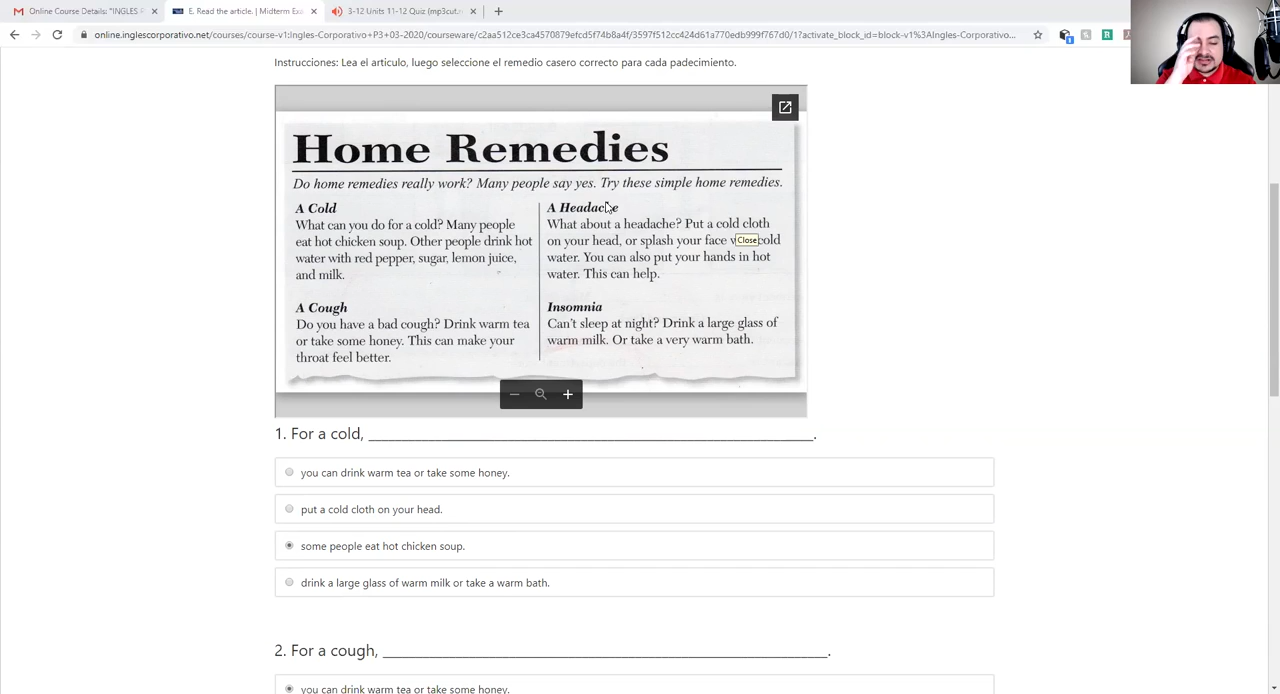 Online Course Details: "INGLES P
E. Read the article. | Midterm Exa
3-12 Units 11-12 Quiz (mp3cut.
online.inglescorporativo.net/courses/course-v1:Ingles-Corporativo+P3+03-2020/courseware/c2aa512ce3ca4570879efcd5f74b8a4f/3597f512cc424d61a770edb999f767d0/1?activate_block_id=block-v1%3AIngles-Corporativo...
Instrucciones: Lea el articulo, luego seleccione el remedio casero correcto para cada padecimiento.
Home Remedies
Do home remedies really work? Many people say yes. Try these simple home remedies.
A Cold
What can you do for a cold? Many people
eat hot chicken soup. Other people drink hot
water with red pepper, sugar, lemon juice,
and milk.
A Cough
Do you have a bad cough? Drink warm tea
or take some honey. This can make your
throat feel better.
A Headache
What about a headache? Put a cold cloth
on your head, or splash your face cold
Close
water. You can also put your hands in hot
water. This can help.
Insomnia
Can't sleep at night? Drink a large glass of
warm milk. Or take a very warm bath.
1. For a cold, ______________________________.
you can drink warm tea or take some honey.
put a cold cloth on your head.
some people eat hot chicken soup.
drink a large glass of warm milk or take a warm bath.
2. For a cough, ______________________________.
you can drink warm tea or take some honey.